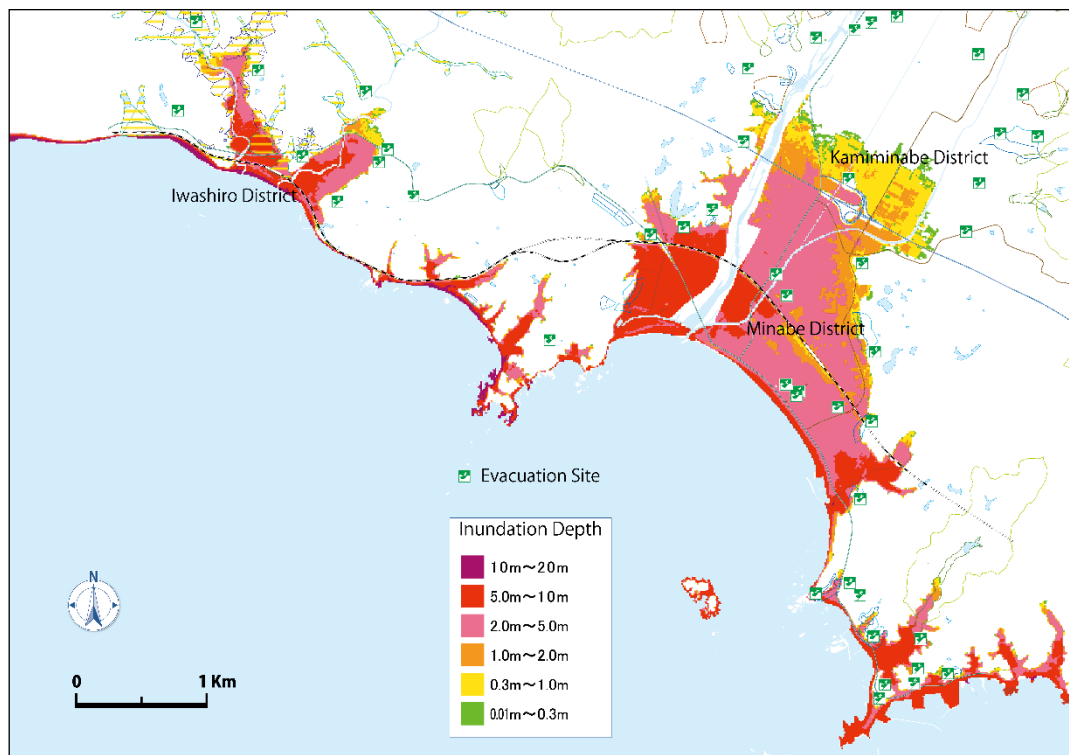 Kamiminabe District
Iwashiro District
Minabe District
Evacuation Site
Inundation Depth
10m～20m
5.0m～10m
2.0m～5.0m
1.0m～2.0m
0.3m～1.0m
0.01m～0.3m
N
0 1 Km